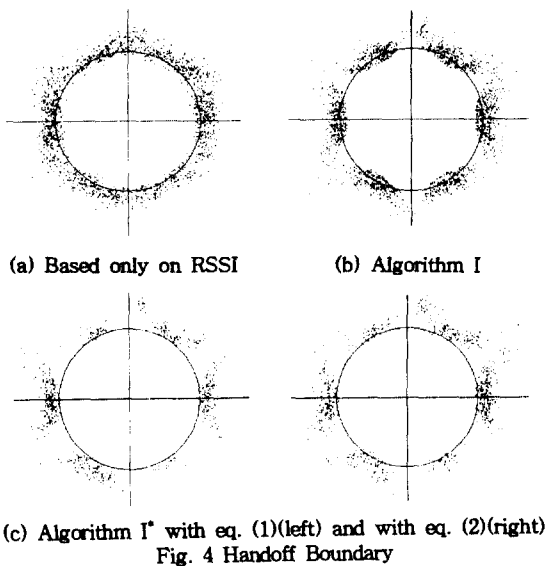 (a) Based only on RSSI
(b) Algorithm I
(c) Algorithm I* with eq. (1)(left) and with eq. (2)(right)
Fig. 4 Handoff Boundary